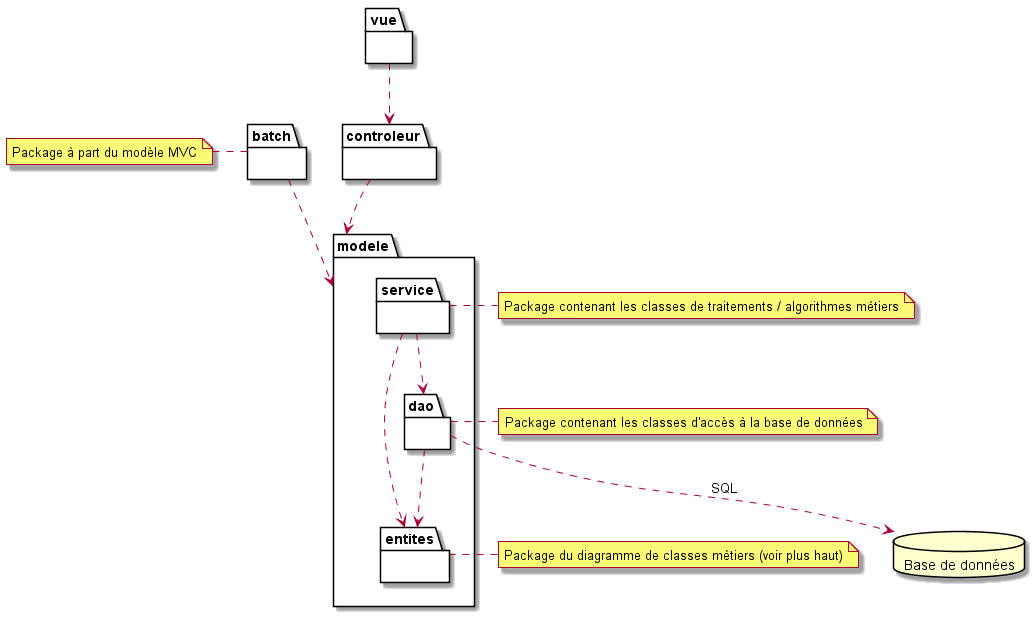 vue
batch
controleur
Package à part du modèle MVC
modele
service
Package contenant les classes de traitements / algorithmes métiers
dao
Package contenant les classes d'accès à la base de données
SQL
entites
Package du diagramme de classes métiers (voir plus haut)
Base de données